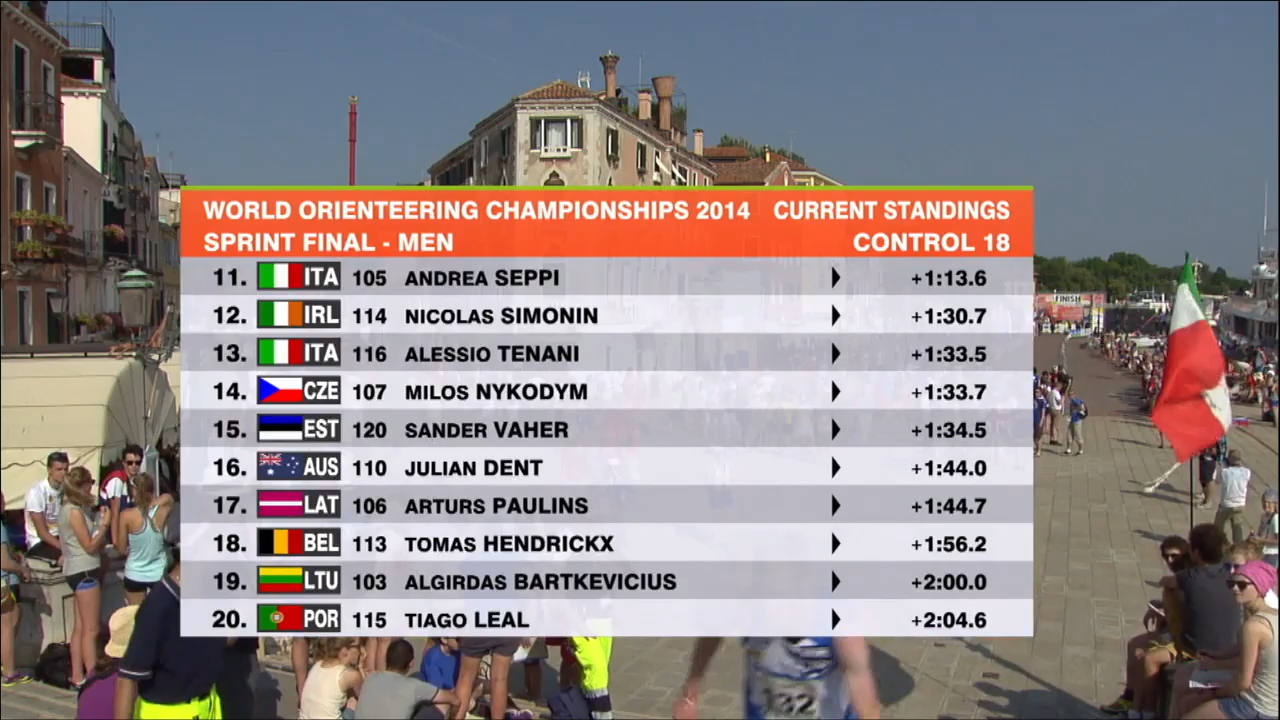 WORLD ORIENTEERING CHAMPIONSHIPS 2014 CURRENT STANDINGS
SPRINT FINAL - MEN CONTROL 18
11. ITA 105 ANDREA SEPPI +1:13.6
12. IRL 114 NICOLAS SIMONIN +1:30.7
13. ITA 116 ALESSIO TENANI +1:33.5
14. CZE 107 MILOS NYKODYM +1:33.7
15. EST 120 SANDER VAHER +1:34.5
16. AUS 110 JULIAN DENT +1:44.0
17. LAT 106 ARTURS PAULINS +1:44.7
18. BEL 113 TOMAS HENDRICKX +1:56.2
19. LTU 103 ALGIRDAS BARTKEVICIUS +2:00.0
20. POR 115 TIAGO LEAL +2:04.6
FINISH
132